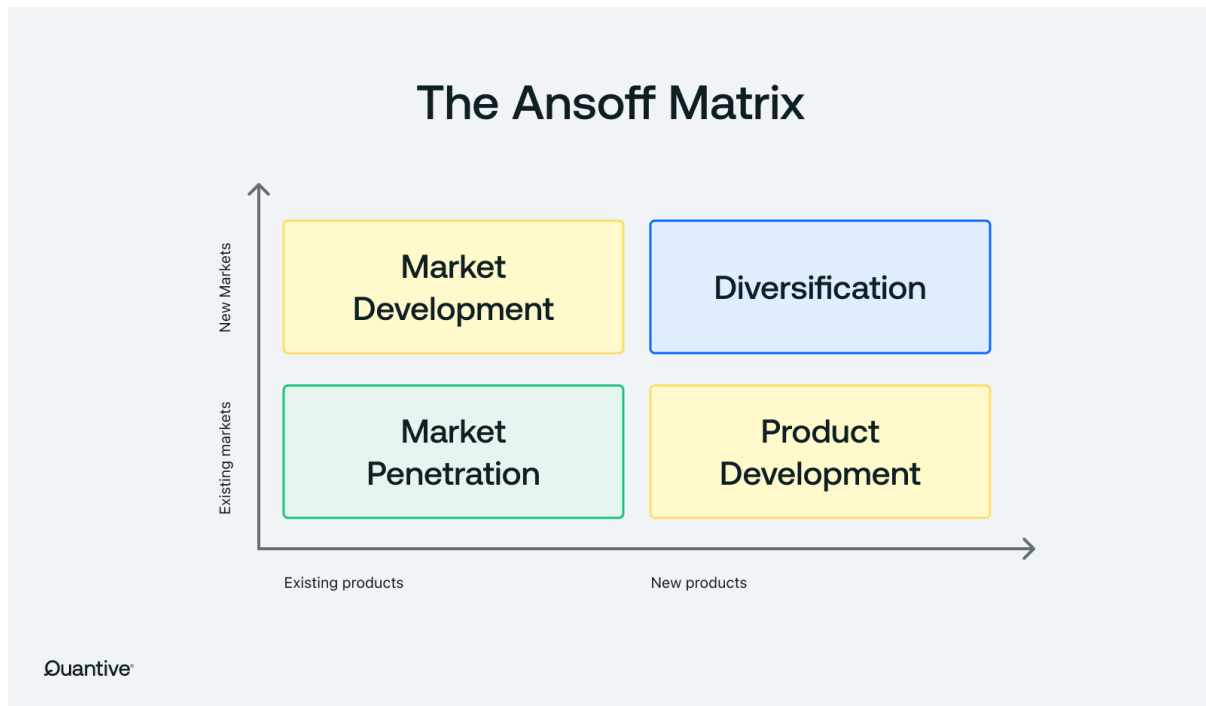 The Ansoff Matrix
New Markets
Market
Development
Diversification
Existing markets
Market
Penetration
Product
Development
Existing products
New products
Quantive®